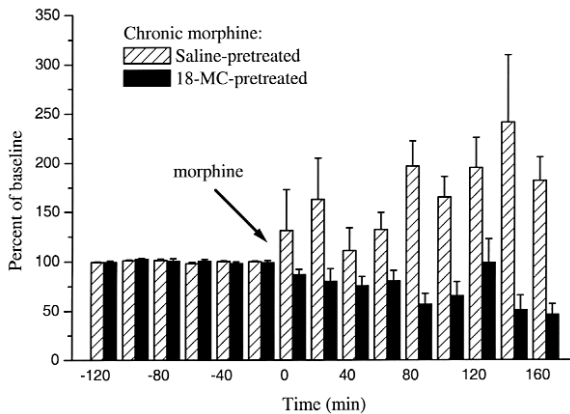 350
300
250
200
150
100
50
0
Percent of baseline
Chronic morphine:
Saline-pretreated
18-MC-pretreated
morphine
-120 -80 -40 0 40 80 120 160
Time (min)